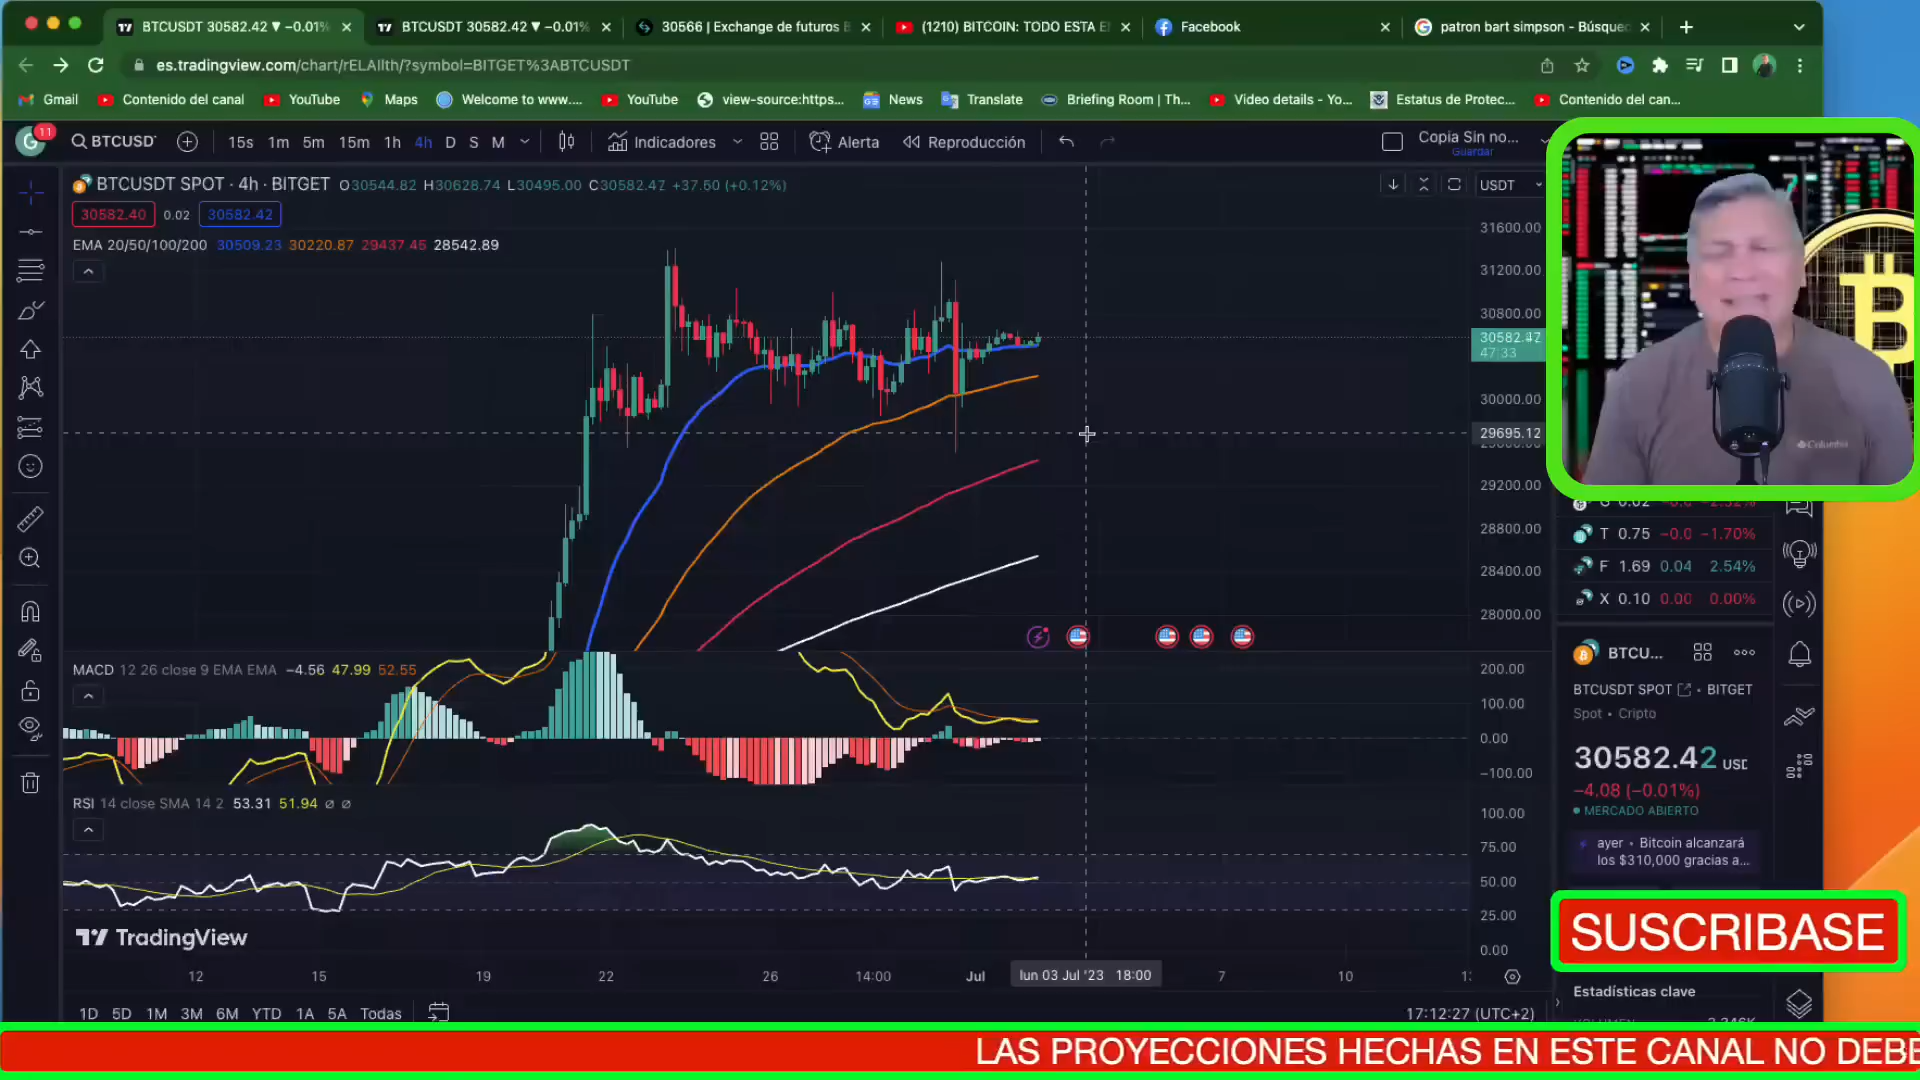 BTCUSDT 30582.42 ▼ −0.01%
BTCUSDT 30582.42 ▼ −0.01%
30566 | Exchange de futuros B
(1210) BITCOIN: TODO ESTA E
Facebook
patron bart simpson - Búsque
es.tradingview.com/chart/rELAIlth/?symbol=BITGET%3ABTCUSDT
Gmail
Contenido del canal
YouTube
Maps
Welcome to www....
YouTube
view-source:https...
News
Translate
Briefing Room | Th...
Video details - Yo...
Estatus de Protec...
Contenido del can...
G 11
BTCUSDT
15s 1m 5m 15m 1h 4h D S M
Indicadores
Alerta
Reproducción
Copia Sin no...
Guardar
BTCUSDT SPOT · 4h · BITGET O30544.82 H30628.74 L30495.00 C30582.47 +37.50 (+0.12%)
USDT
30582.40 0.02 30582.42
EMA 20/50/100/200 30509.23 30220.87 29437.45 28542.89
31600.00
31200.00
30800.00
30582.47
47:33
30000.00
29695.12
29200.00
28800.00
28400.00
28000.00
MACD 12 26 close 9 EMA EMA −4.56 47.99 52.55
200.00
100.00
0.00
−100.00
RSI 14 close SMA 14 2 53.31 51.94 ⌀ ⌀
100.00
75.00
50.00
25.00
0.00
TradingView
12 15 19 22 26 14:00 Jul lun 03 Jul '23 18:00 7 10
1D 5D 1M 3M 6M YTD 1A 5A Todas
17:12:27 (UTC+2)
Columbia
T 0.75 −0.0 −1.70%
F 1.69 0.04 2.54%
X 0.10 0.00 0.00%
BTCU...
BTCUSDT SPOT · BITGET
Spot · Cripto
30582.42
−4.08 (−0.01%)
MERCADO ABIERTO
ayer · Bitcoin alcanzará
los $310,000 gracias a...
SUSCRIBASE
Estadísticas clave
LAS PROYECCIONES HECHAS EN ESTE CANAL NO DEBE